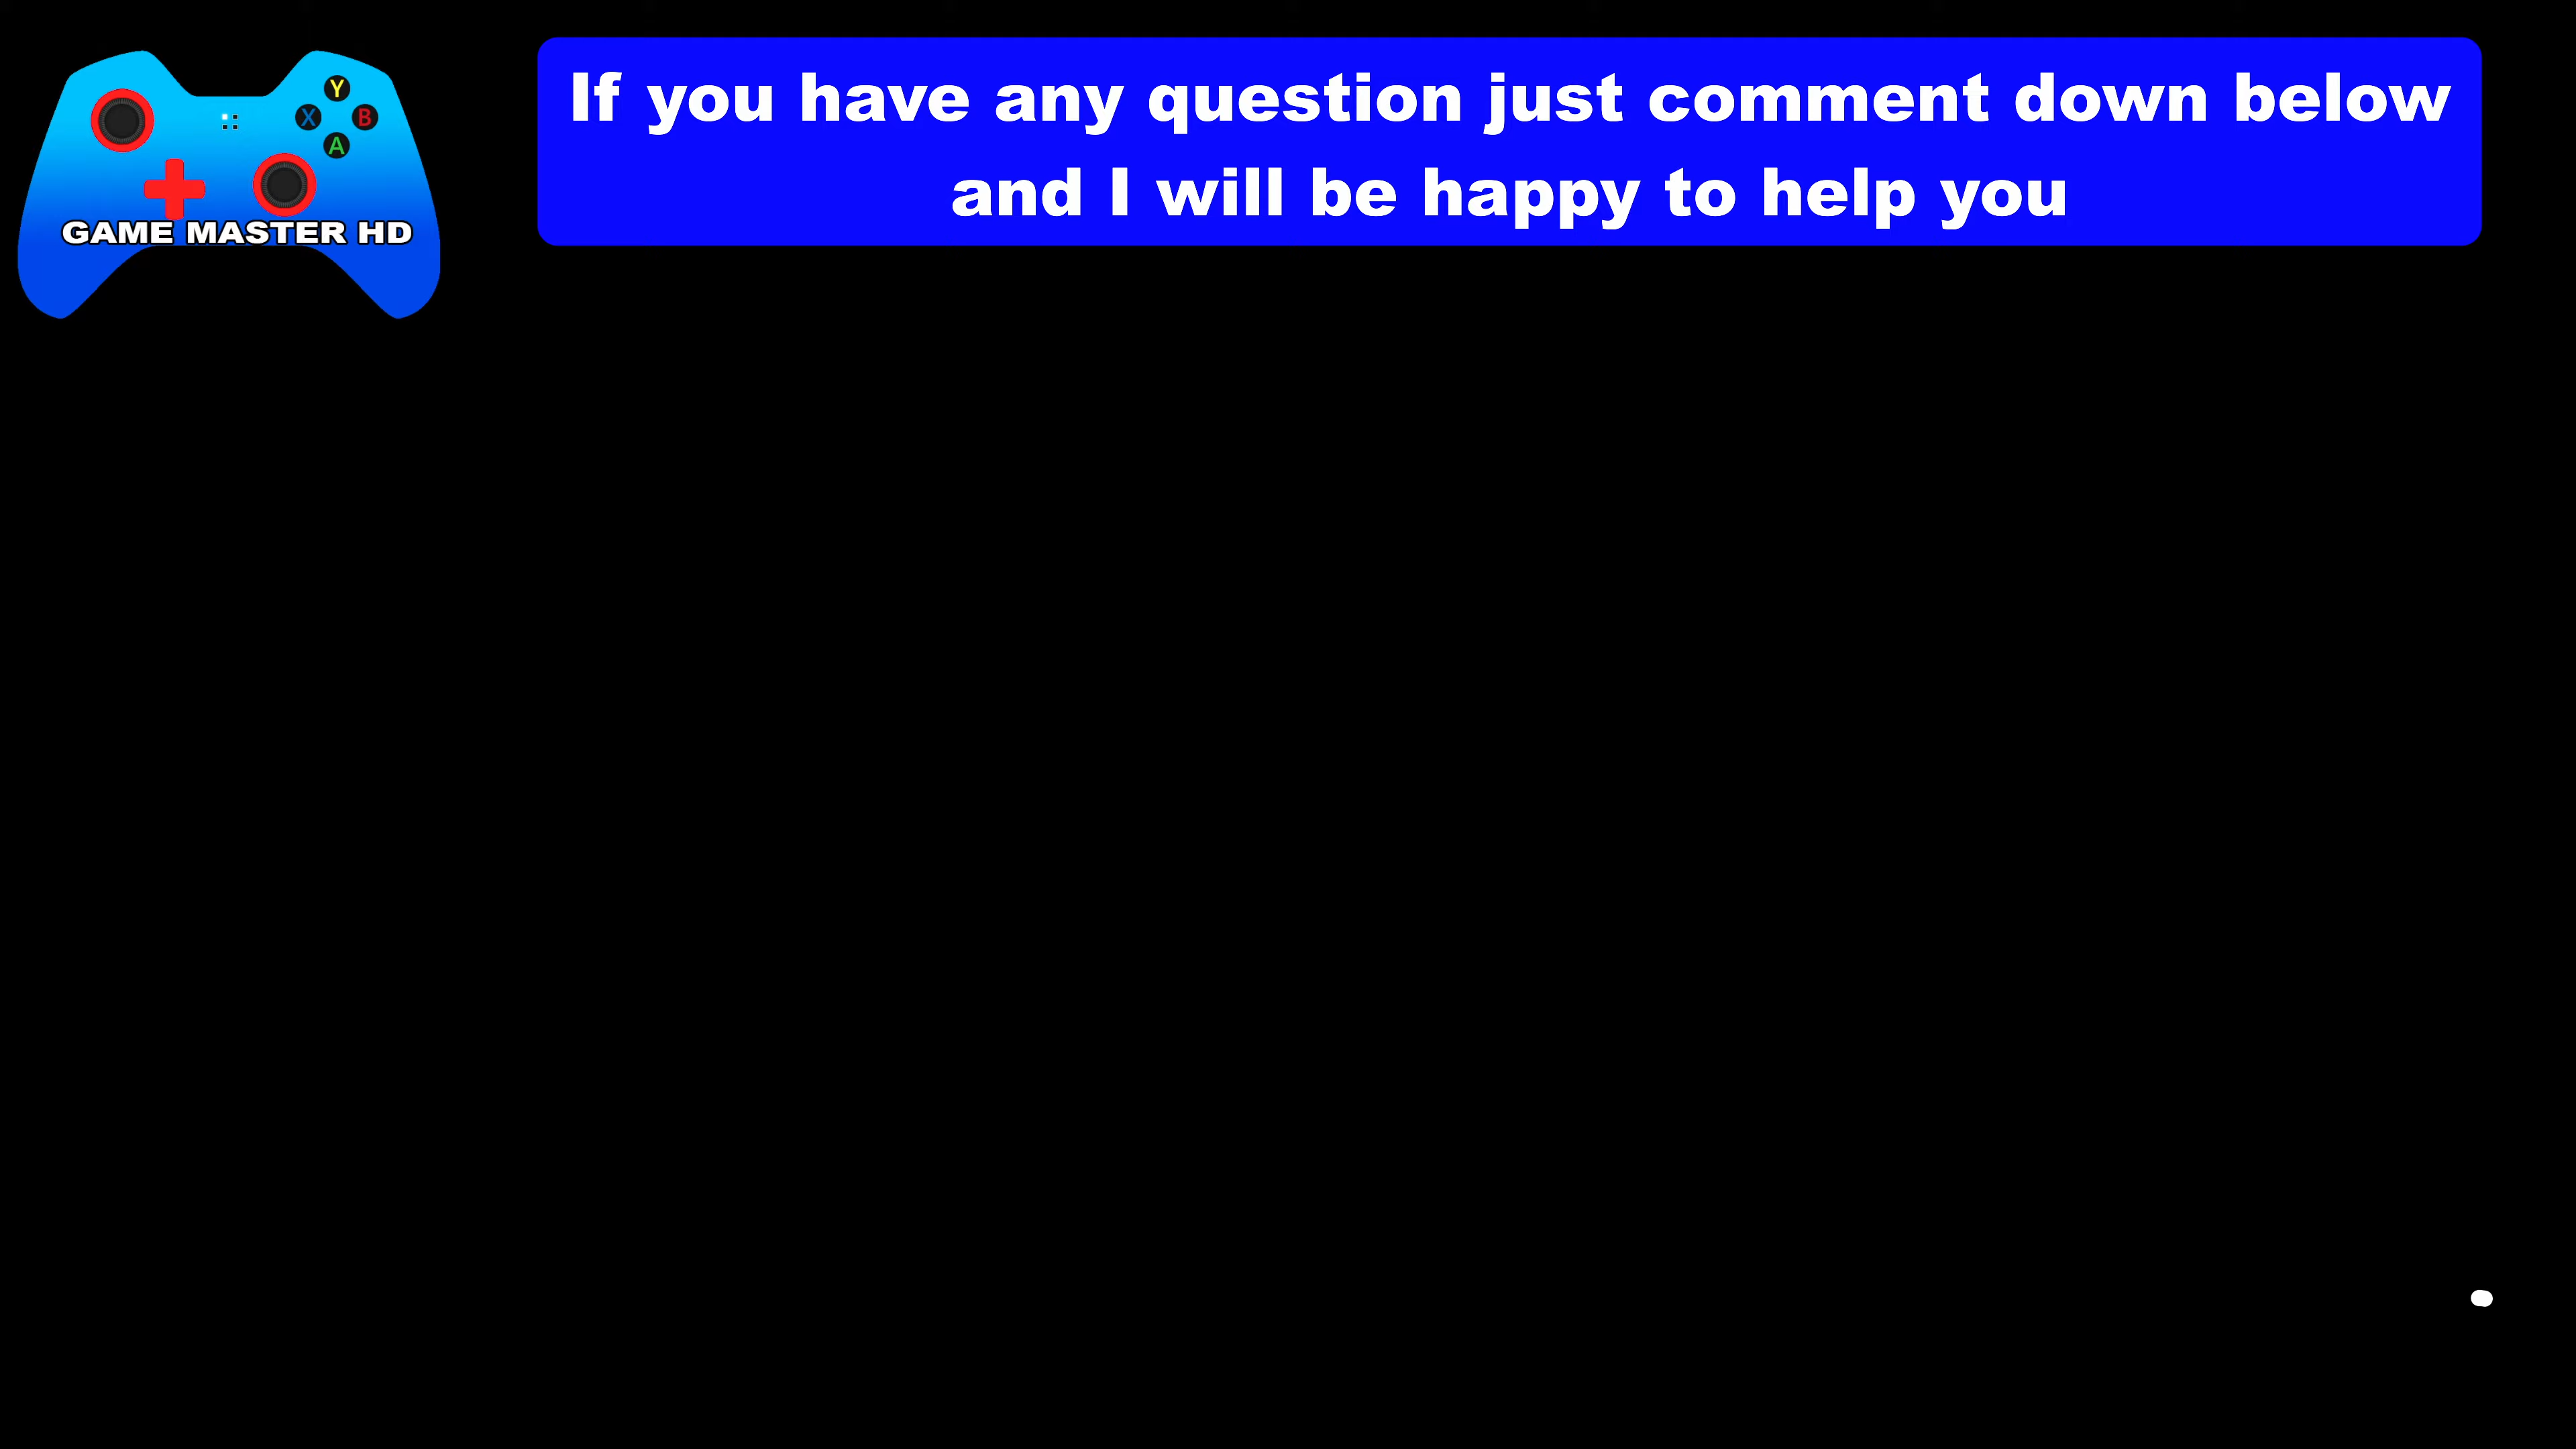 Y
X B
A
GAME MASTER HD
If you have any question just comment down below
and I will be happy to help you